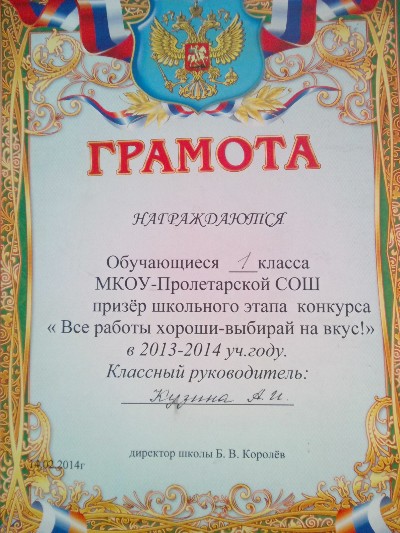 ГРАМОТА
НАГРАЖДАЮТСЯ
Обучающиеся 1 класса
МКОУ-Пролетарской СОШ
призёр школьного этапа конкурса
« Все работы хороши-выбирай на вкус!»
в 2013-2014 уч.году.
Классный руководитель:
Кузина А.И.
директор школы Б. В. Королёв
14.02.2014г